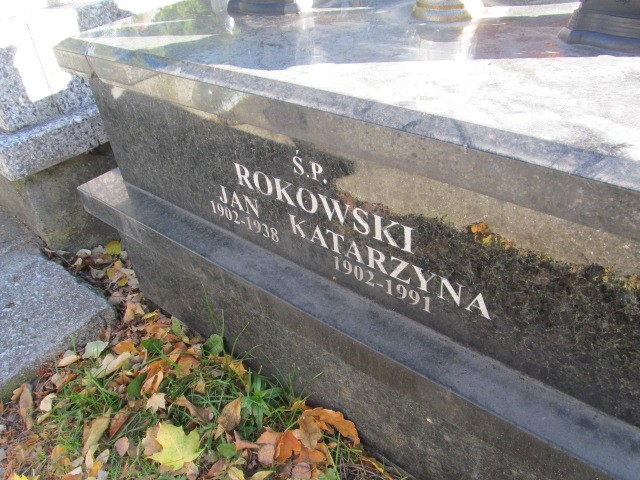 Ś.P.
ROKOWSKI
JAN KATARZYNA
1902-1938 1902-1991